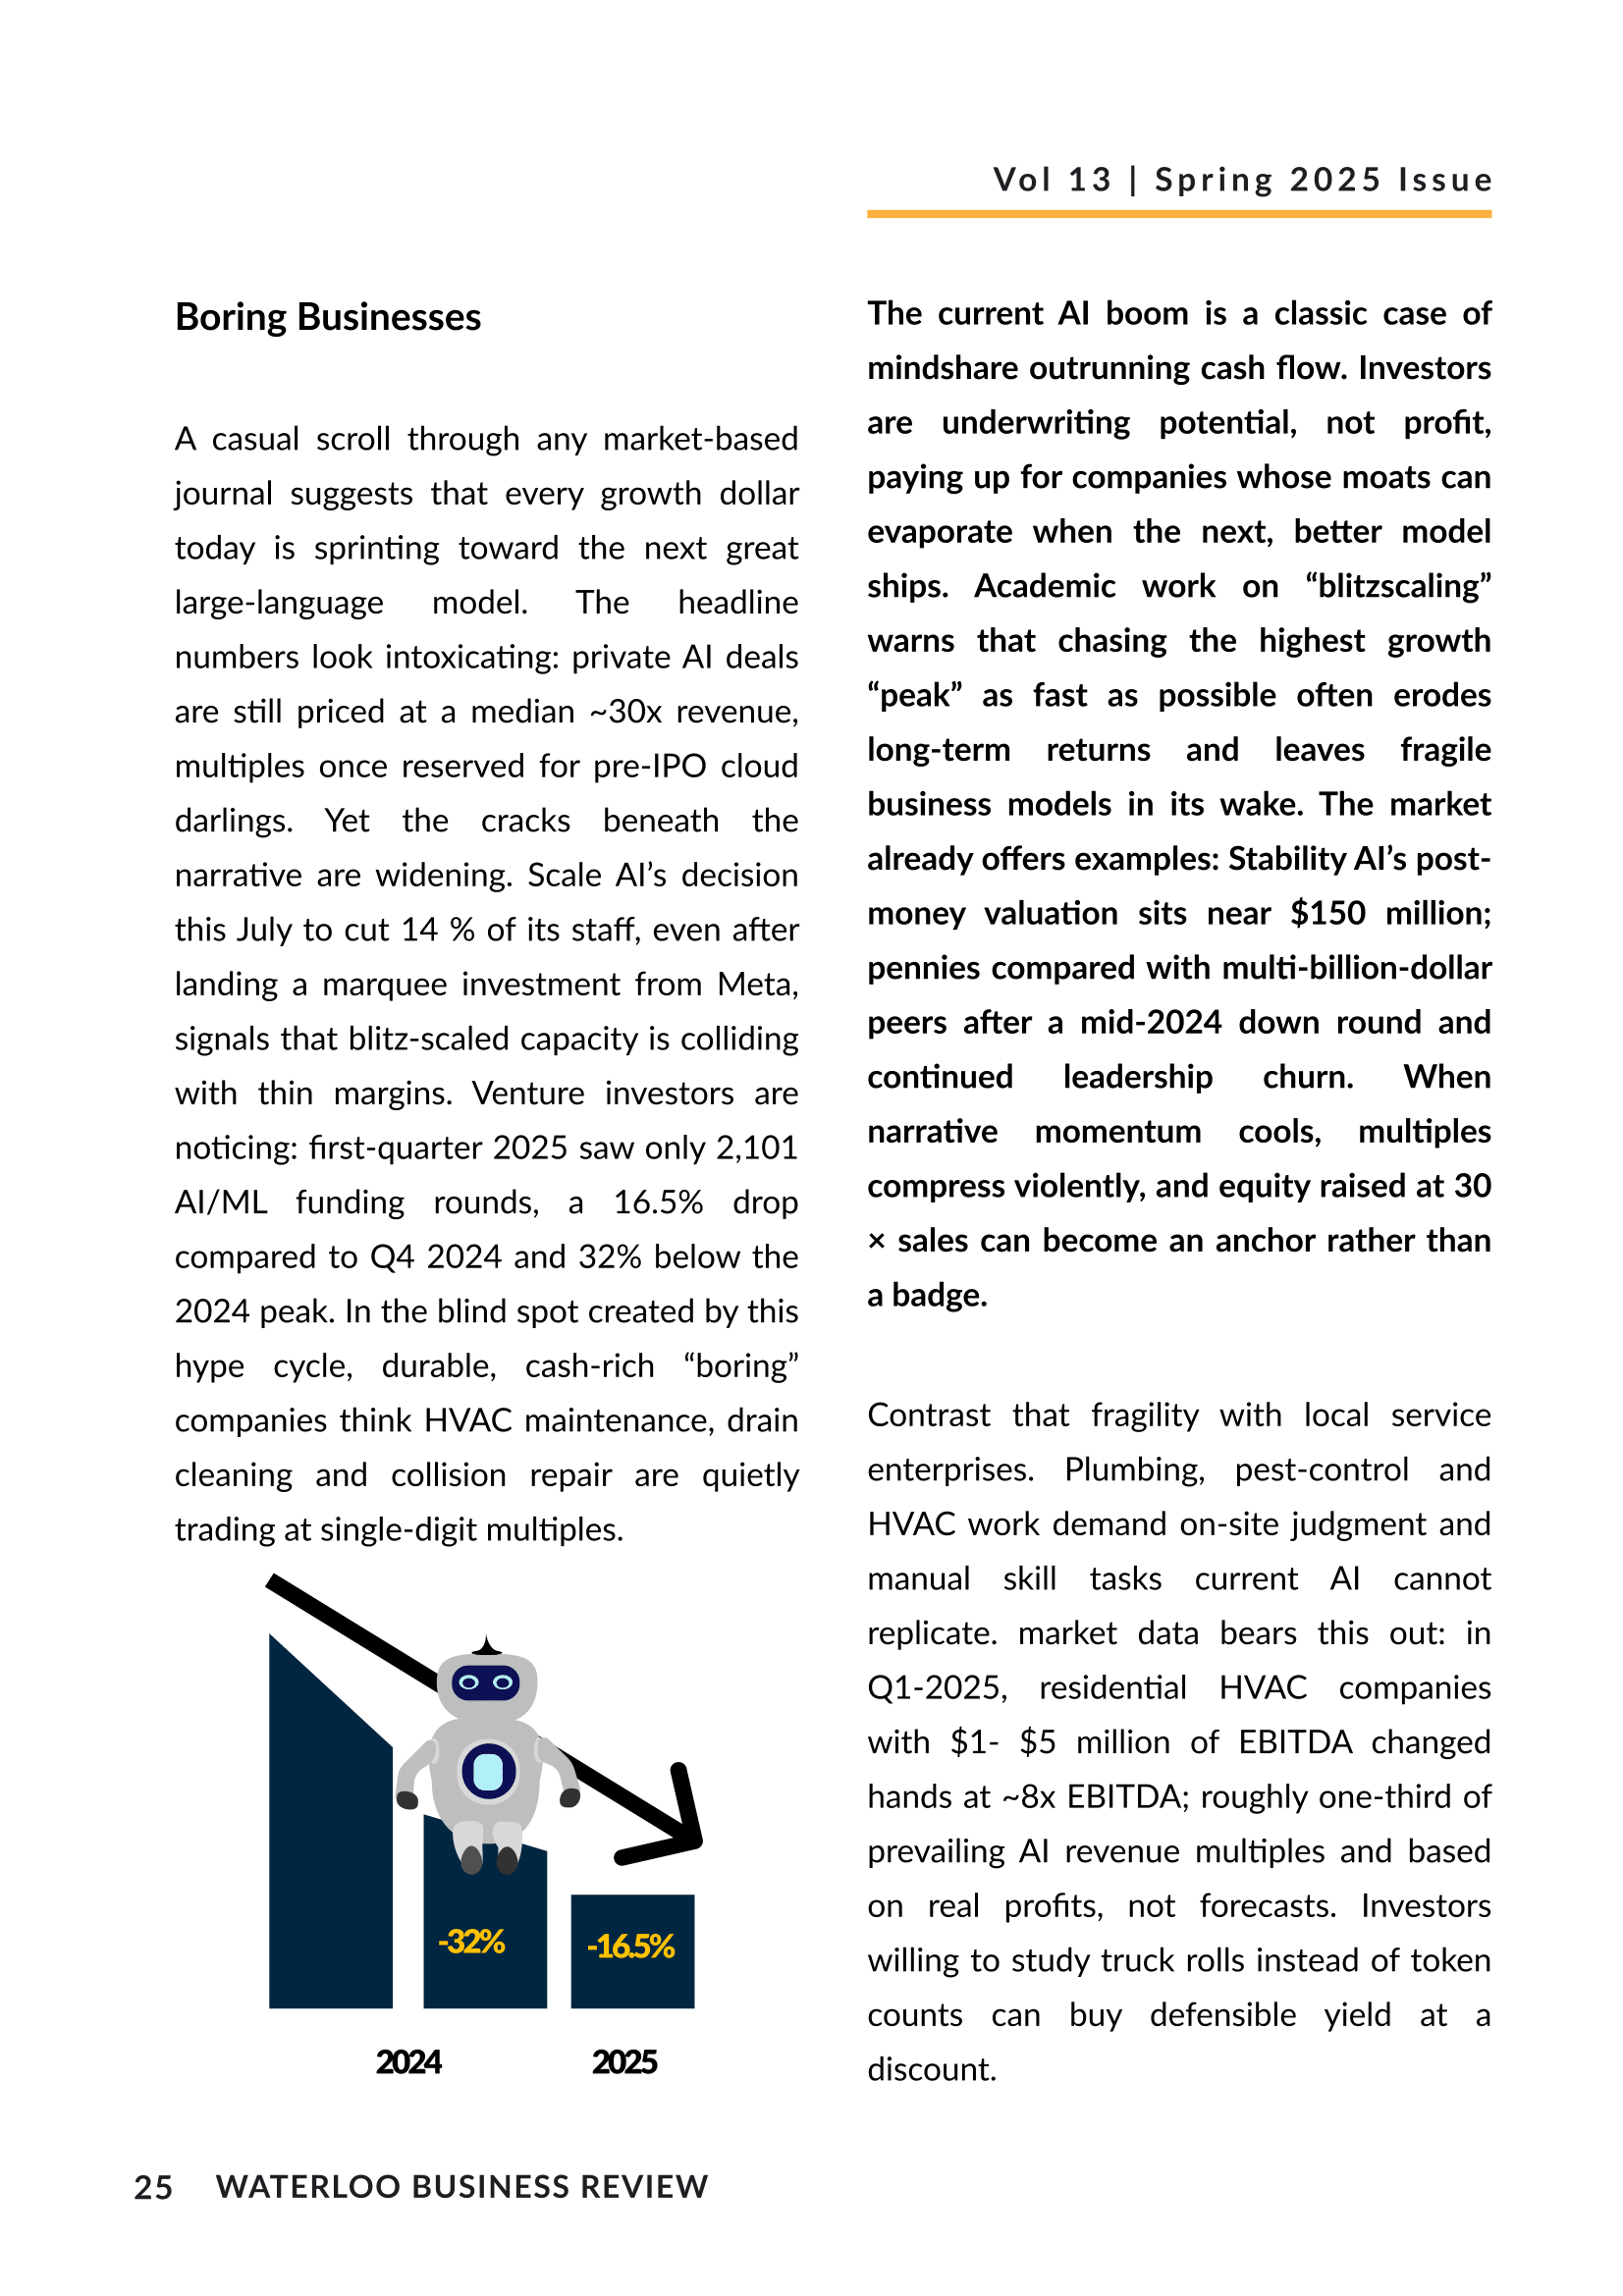 Vol 13 | Spring 2025 Issue
Boring Businesses
A casual scroll through any market-based
journal suggests that every growth dollar
today is sprinting toward the next great
large-language model. The headline
numbers look intoxicating: private AI deals
are still priced at a median ~30x revenue,
multiples once reserved for pre-IPO cloud
darlings. Yet the cracks beneath the
narrative are widening. Scale AI’s decision
this July to cut 14 % of its staff, even after
landing a marquee investment from Meta,
signals that blitz-scaled capacity is colliding
with thin margins. Venture investors are
noticing: first-quarter 2025 saw only 2,101
AI/ML funding rounds, a 16.5% drop
compared to Q4 2024 and 32% below the
2024 peak. In the blind spot created by this
hype cycle, durable, cash-rich “boring”
companies think HVAC maintenance, drain
cleaning and collision repair are quietly
trading at single-digit multiples.
-32%
-16.5%
2024
2025
The current AI boom is a classic case of
mindshare outrunning cash flow. Investors
are underwriting potential, not profit,
paying up for companies whose moats can
evaporate when the next, better model
ships. Academic work on “blitzscaling”
warns that chasing the highest growth
“peak” as fast as possible often erodes
long-term returns and leaves fragile
business models in its wake. The market
already offers examples: Stability AI’s post-
money valuation sits near $150 million;
pennies compared with multi-billion-dollar
peers after a mid-2024 down round and
continued leadership churn. When
narrative momentum cools, multiples
compress violently, and equity raised at 30
× sales can become an anchor rather than
a badge.
Contrast that fragility with local service
enterprises. Plumbing, pest-control and
HVAC work demand on-site judgment and
manual skill tasks current AI cannot
replicate. market data bears this out: in
Q1-2025, residential HVAC companies
with $1- $5 million of EBITDA changed
hands at ~8x EBITDA; roughly one-third of
prevailing AI revenue multiples and based
on real profits, not forecasts. Investors
willing to study truck rolls instead of token
counts can buy defensible yield at a
discount.
25 WATERLOO BUSINESS REVIEW